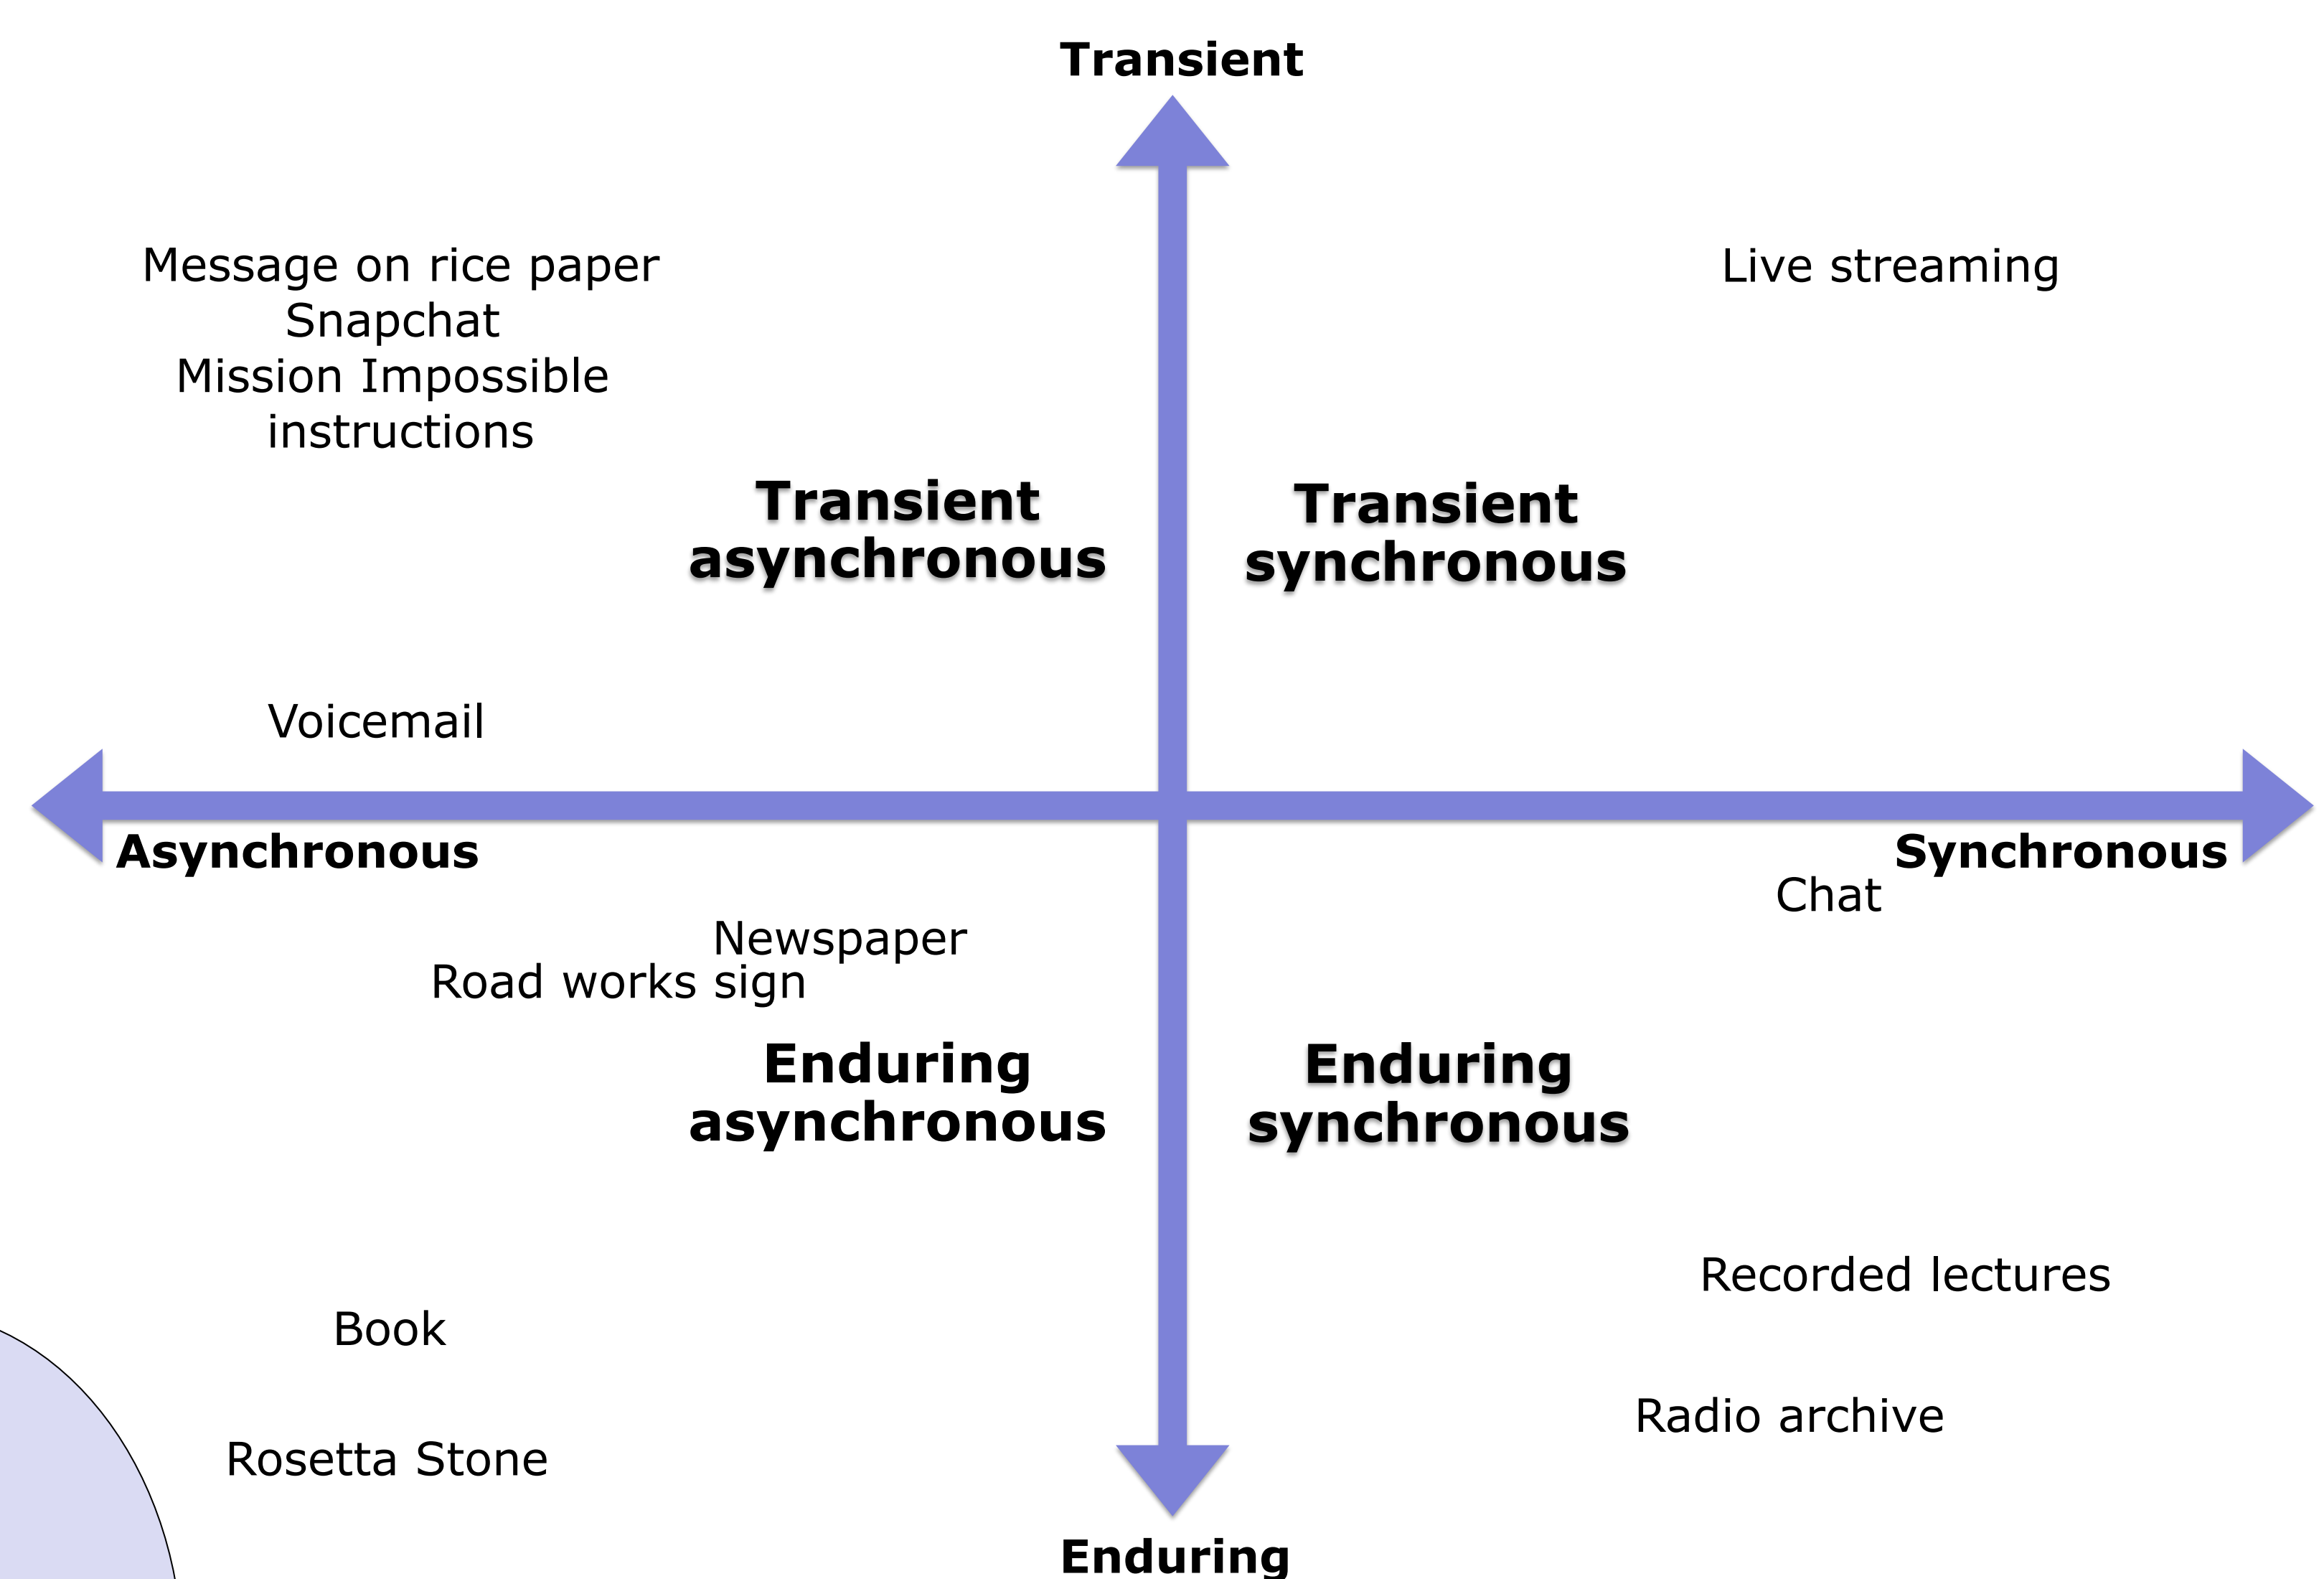 Transient
Message on rice paper
Snapchat
Mission Impossible
instructions
Live streaming
Transient
asynchronous
Transient
synchronous
Voicemail
Asynchronous
Synchronous
Chat
Newspaper
Road works sign
Enduring
asynchronous
Enduring
synchronous
Recorded lectures
Book
Radio archive
Rosetta Stone
Enduring